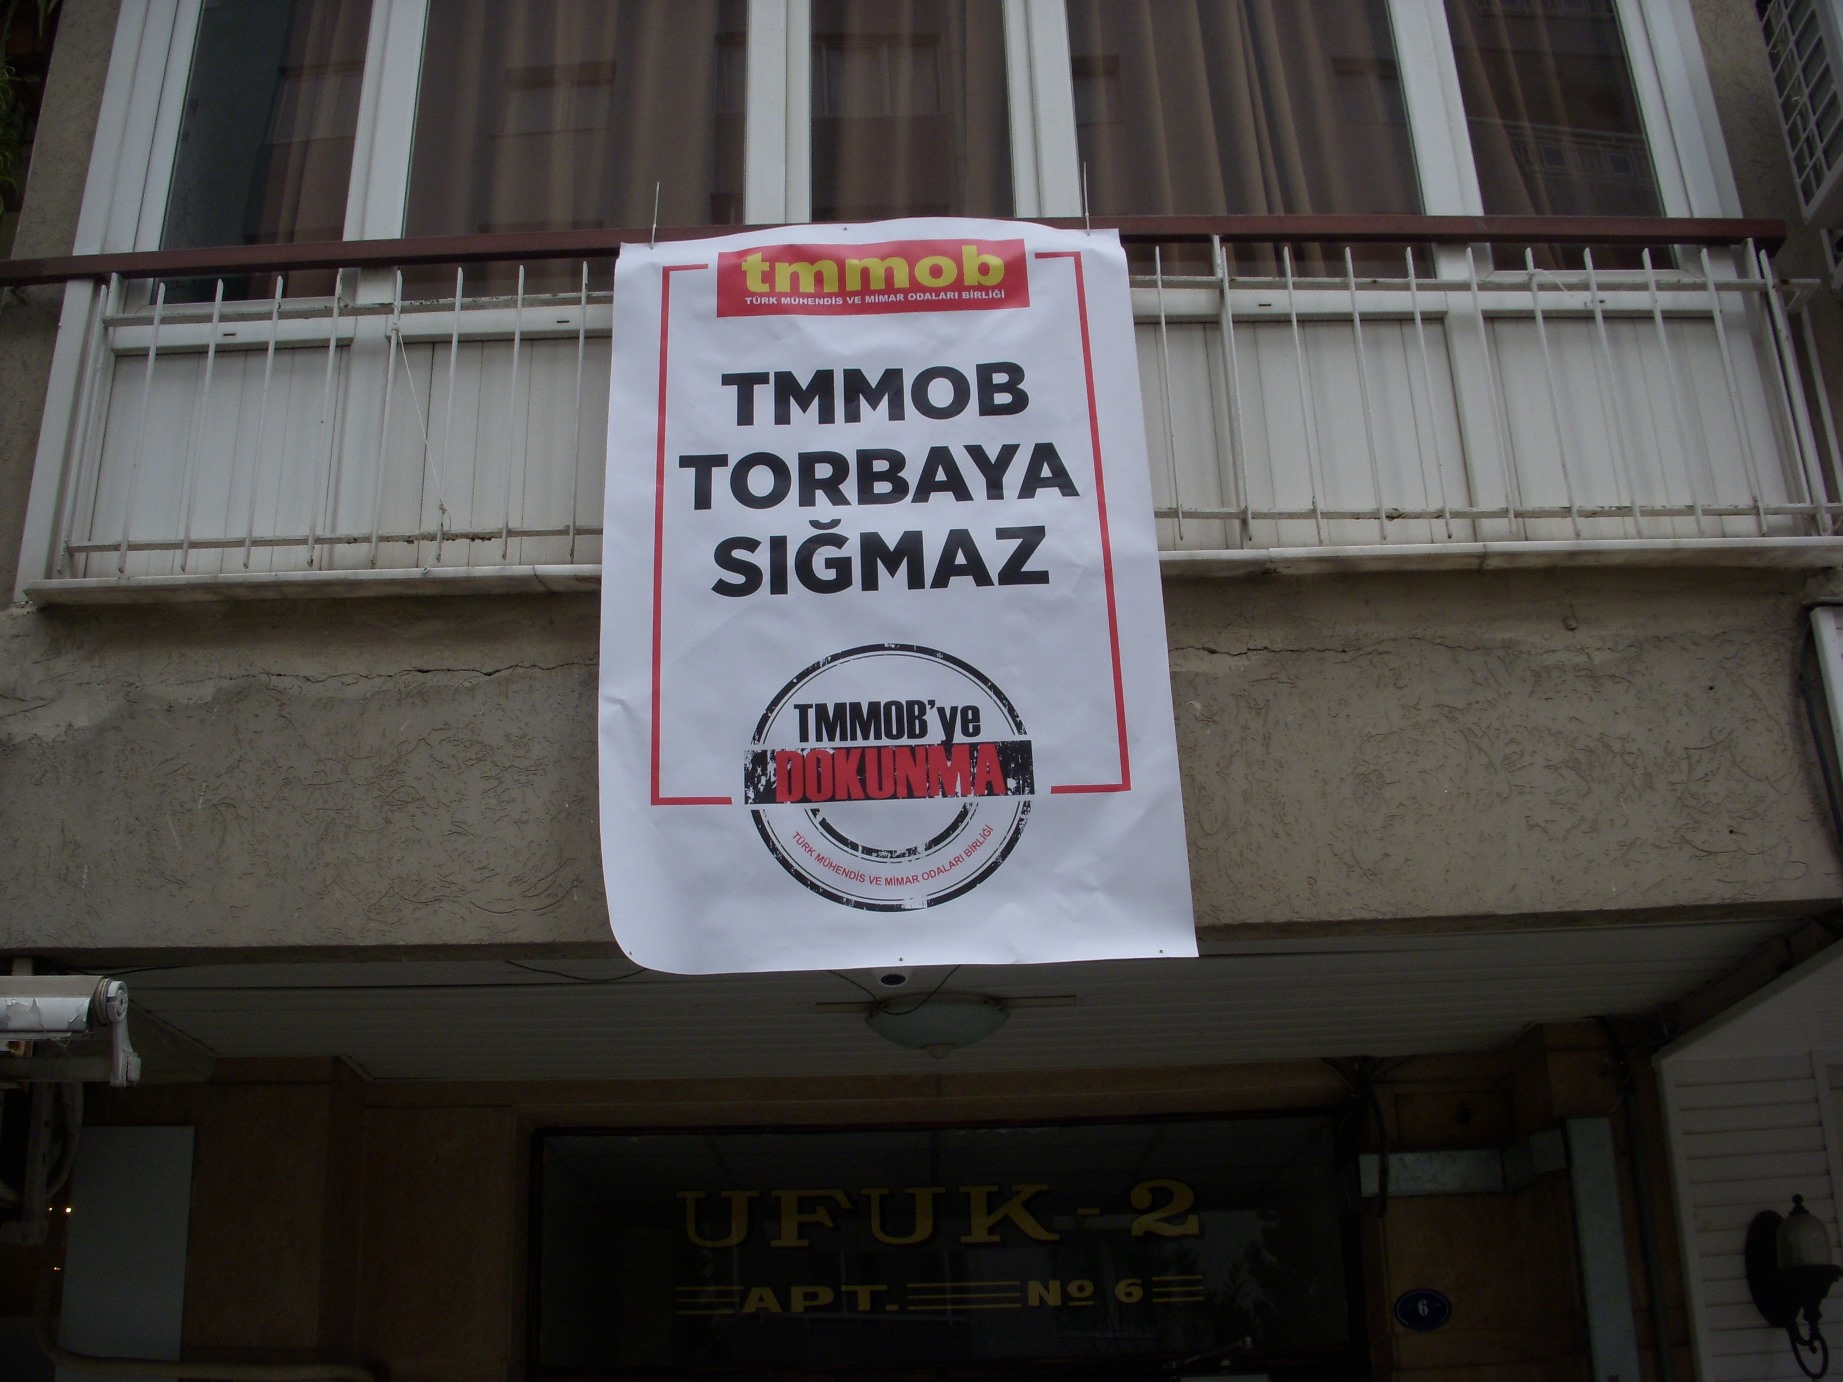 tmmob
TÜRK MÜHENDİS VE MİMAR ODALARI BİRLİĞİ
TMMOB
TORBAYA
SIĞMAZ
TMMOB'ye
DOKUNMA
TÜRK MÜHENDİS VE MİMAR ODALARI BİRLİĞİ
UFUK - 2
APT. No 6
6